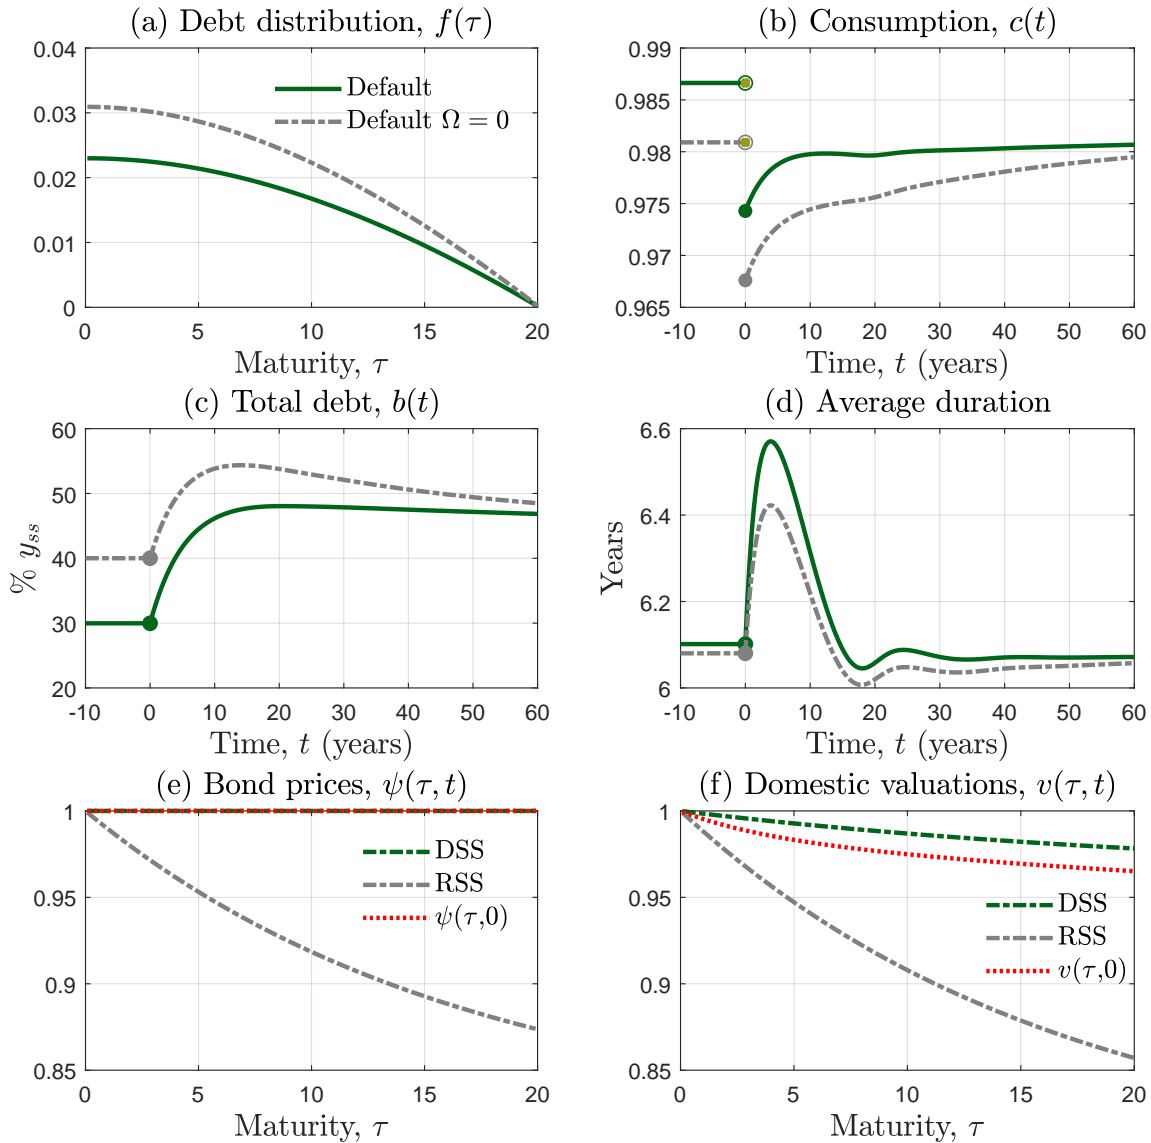 (a) Debt distribution, f(τ)
0.04
0.03
0.02
0.01
0
0 5 10 15 20
Maturity, τ
Default
Default Ω = 0
(b) Consumption, c(t)
0.99
0.985
0.98
0.975
0.97
0.965
-10 0 10 20 30 40 50 60
Time, t (years)
(c) Total debt, b(t)
% yss
60
50
40
30
20
-10 0 10 20 30 40 50 60
Time, t (years)
(d) Average duration
Years
6.6
6.4
6.2
6
-10 0 10 20 30 40 50 60
Time, t (years)
(e) Bond prices, ψ(τ, t)
1
0.95
0.9
0.85
0 5 10 15 20
Maturity, τ
DSS
RSS
ψ(τ,0)
(f) Domestic valuations, v(τ, t)
1
0.95
0.9
0.85
0 5 10 15 20
Maturity, τ
DSS
RSS
v(τ,0)